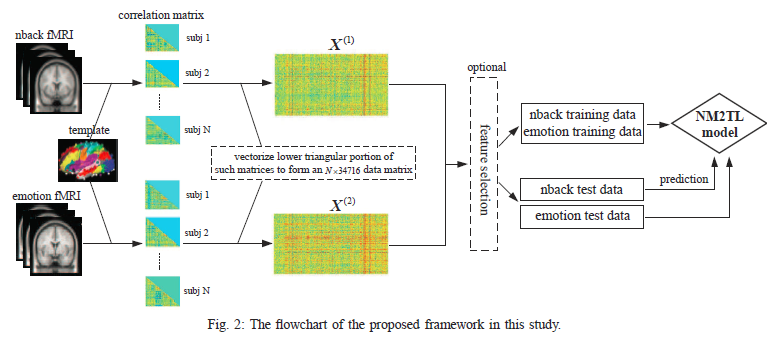 correlation matrix
nback fMRI
subj 1
subj 2
subj N
X(1)
template
vectorize lower triangular portion of
such matrices to form an N×34716 data matrix
emotion fMRI
subj 1
subj 2
subj N
X(2)
optional
feature selection
nback training data
emotion training data
NM2TL
model
prediction
nback test data
emotion test data
Fig. 2: The flowchart of the proposed framework in this study.